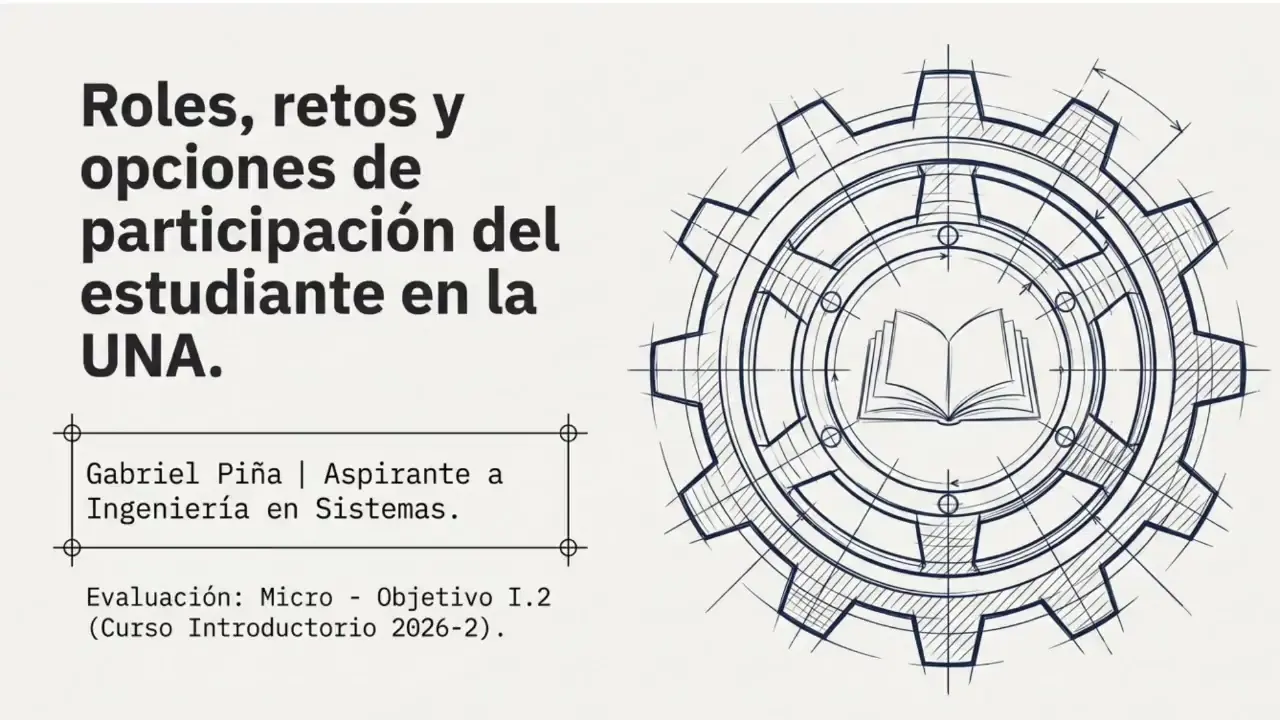 Roles, retos y
opciones de
participación del
estudiante en la
UNA.
Gabriel Piña | Aspirante a
Ingeniería en Sistemas.
Evaluación: Micro - Objetivo I.2
(Curso Introductorio 2026-2).